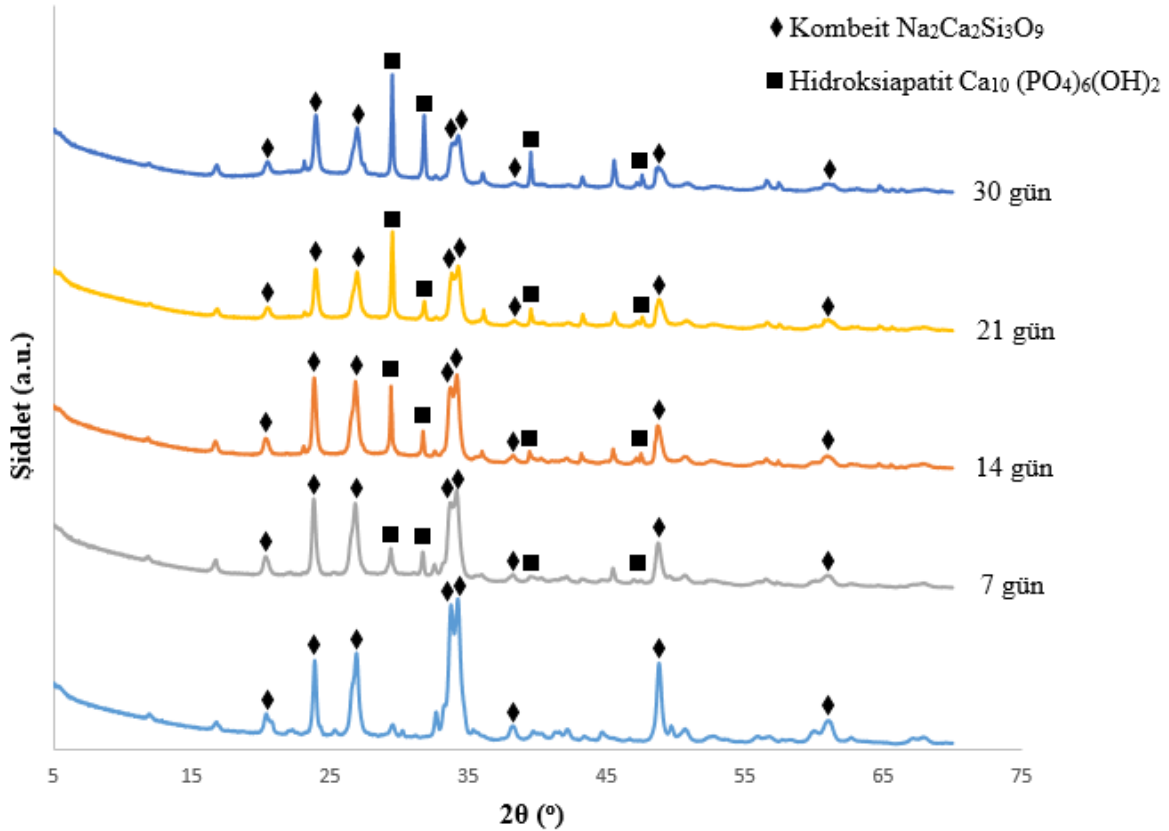 Kombeit Na₂Ca₂Si₃O₉
Hidroksiapatit Ca₁₀ (PO₄)₆(OH)₂
30 gün
21 gün
14 gün
7 gün
Şiddet (a.u.)
5 15 25 35 45 55 65 75
2θ (°)